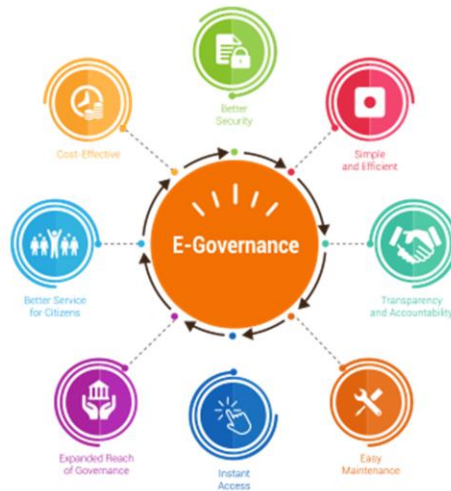 Better
Security
Cost-Effective
Simple
and Efficient
E-Governance
Better Service
for Citizens
Transparency
and Accountability
Expanded Reach
of Governance
Instant
Access
Easy
Maintenance